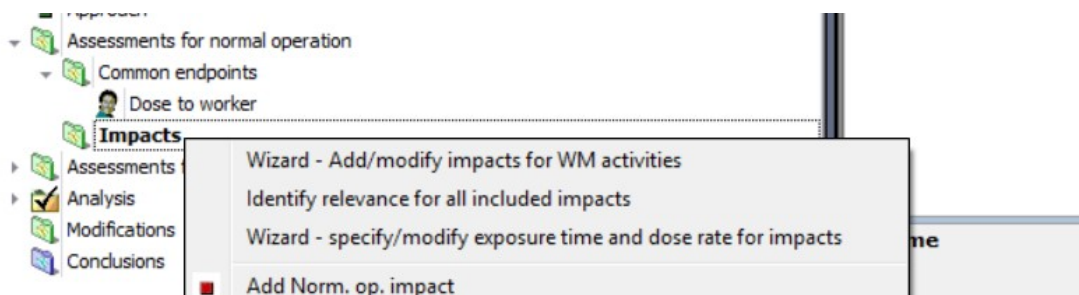 Assessments for normal operation
Common endpoints
Dose to worker
Impacts
Wizard - Add/modify impacts for WM activities
Assessments
Identify relevance for all included impacts
Analysis
Wizard - specify/modify exposure time and dose rate for impacts
Modifications
me
Conclusions
Add Norm. op. impact